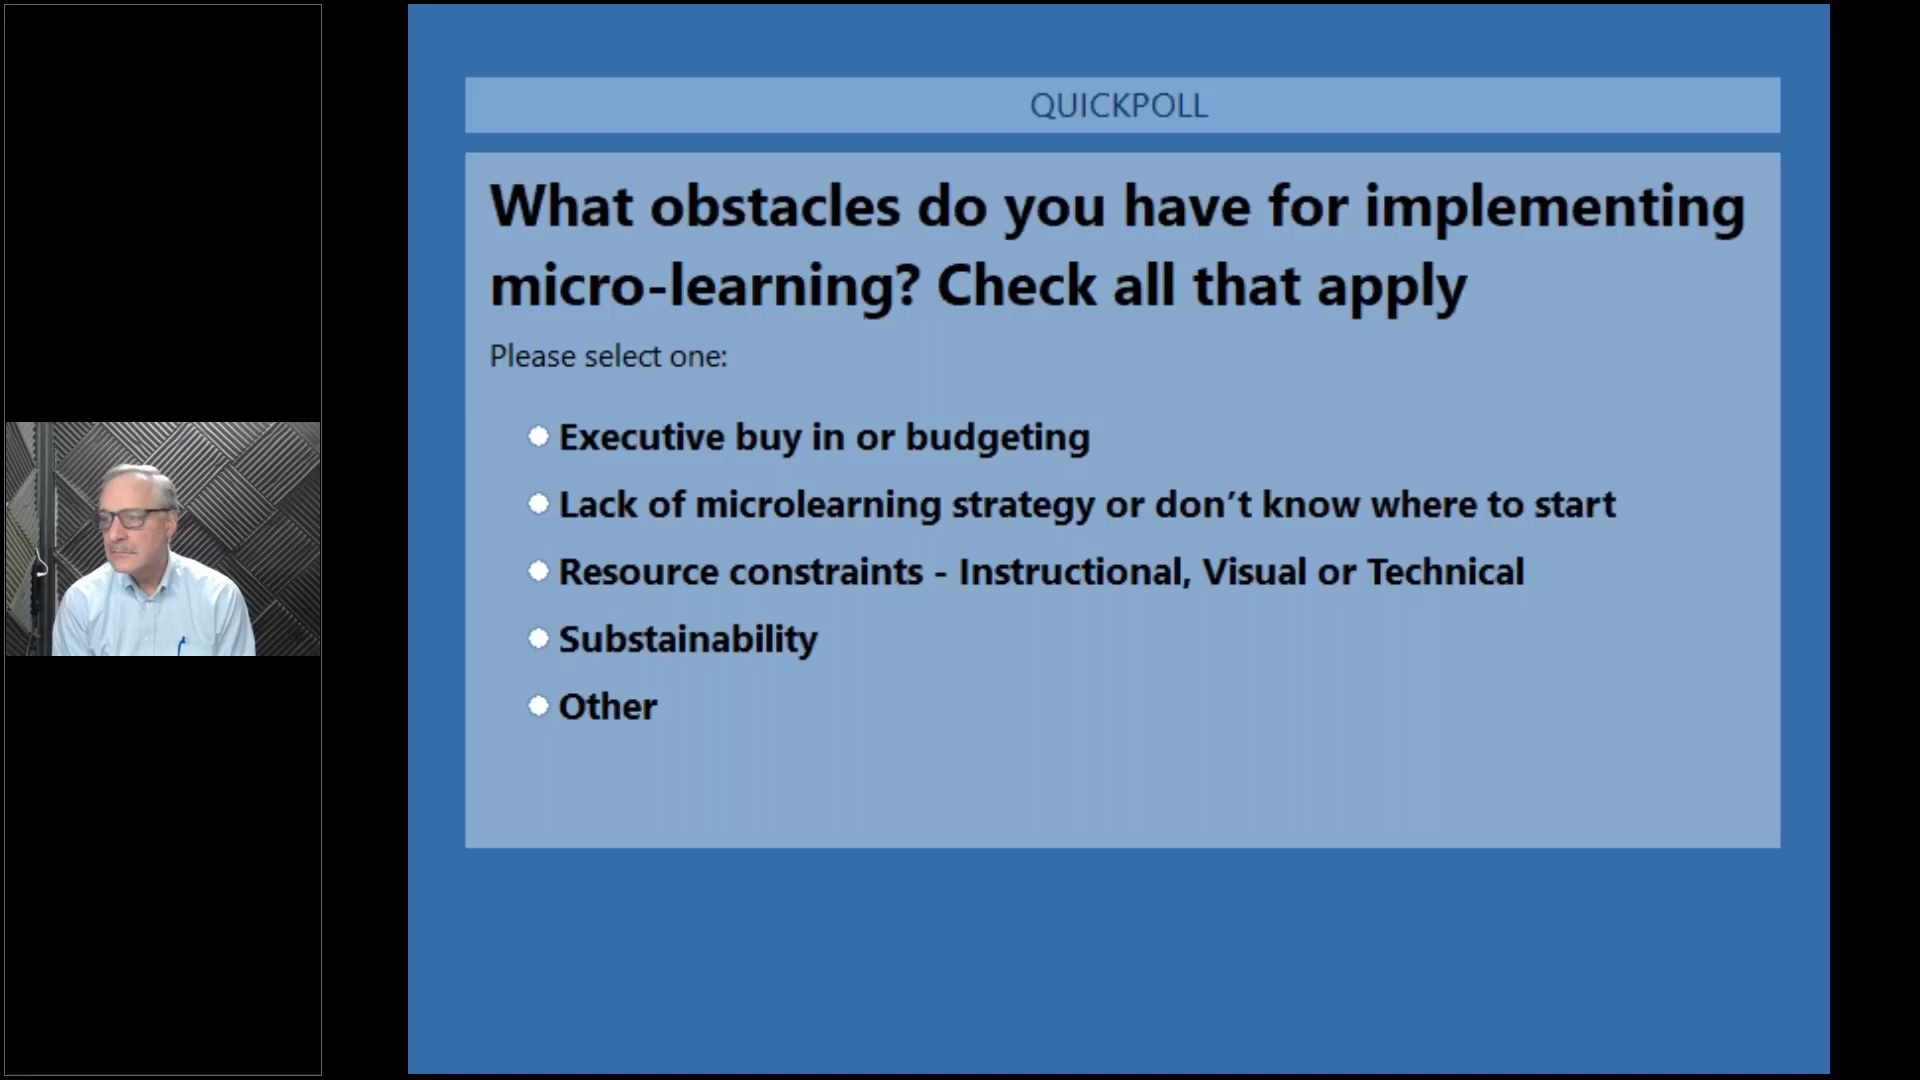 QUICKPOLL
What obstacles do you have for implementing
micro-learning? Check all that apply
Please select one:
Executive buy in or budgeting
Lack of microlearning strategy or don’t know where to start
Resource constraints - Instructional, Visual or Technical
Substainability
Other